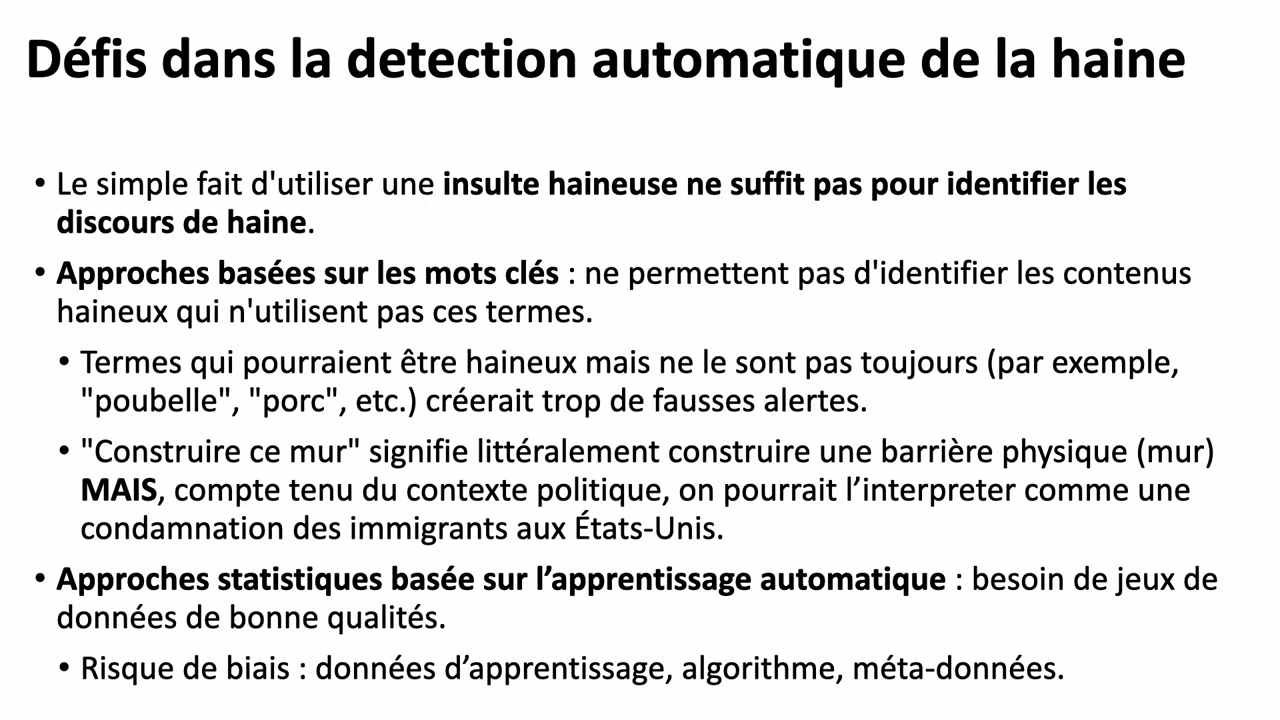 Défis dans la detection automatique de la haine
• Le simple fait d'utiliser une insulte haineuse ne suffit pas pour identifier les
discours de haine.
• Approches basées sur les mots clés : ne permettent pas d'identifier les contenus
haineux qui n'utilisent pas ces termes.
• Termes qui pourraient être haineux mais ne le sont pas toujours (par exemple,
"poubelle", "porc", etc.) créerait trop de fausses alertes.
• "Construire ce mur" signifie littéralement construire une barrière physique (mur)
MAIS, compte tenu du contexte politique, on pourrait l’interpreter comme une
condamnation des immigrants aux États-Unis.
• Approches statistiques basée sur l’apprentissage automatique : besoin de jeux de
données de bonne qualités.
• Risque de biais : données d’apprentissage, algorithme, méta-données.